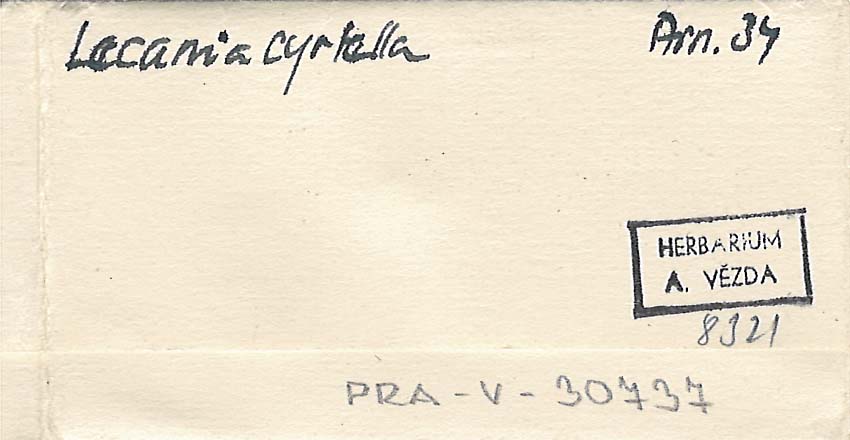 Lecania cyrtella Arn. 34
HERBARIUM
A. VĚZDA
8321
PRA-V-30737